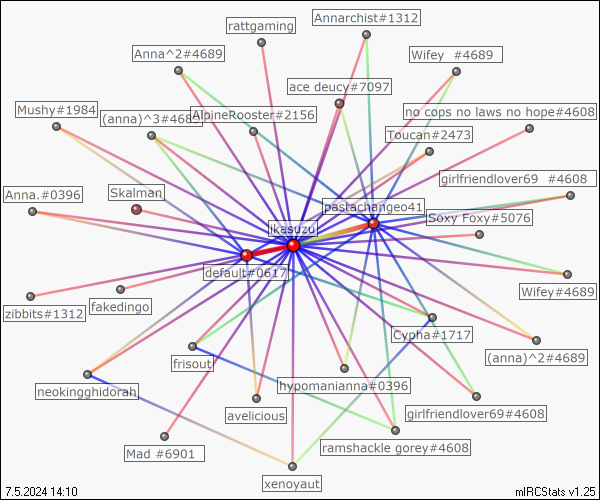 Annarchist#1312
rattgaming
Anna^2#4689
Wifey #4689
ace deucy#7097
Mushy#1984
(anna)^3#4689
AlpineRooster#2156
no cops no laws no hope#4608
Toucan#2473
girlfriendlover69 #4608
Anna.#0396
Skalman
pastachangeo41
Soxy Foxy#5076
jkasuzu
default#0617
Wifey#4689
zibbits#1312
fakedingo
Cypha#1717
(anna)^2#4689
frisout
hypomanianna#0396
neokingghidorah
avelicious
girlfriendlover69#4608
Mad #6901
ramshackle gorey#4608
xenoyaut
7.5.2024 14:10
mIRCStats v1.25